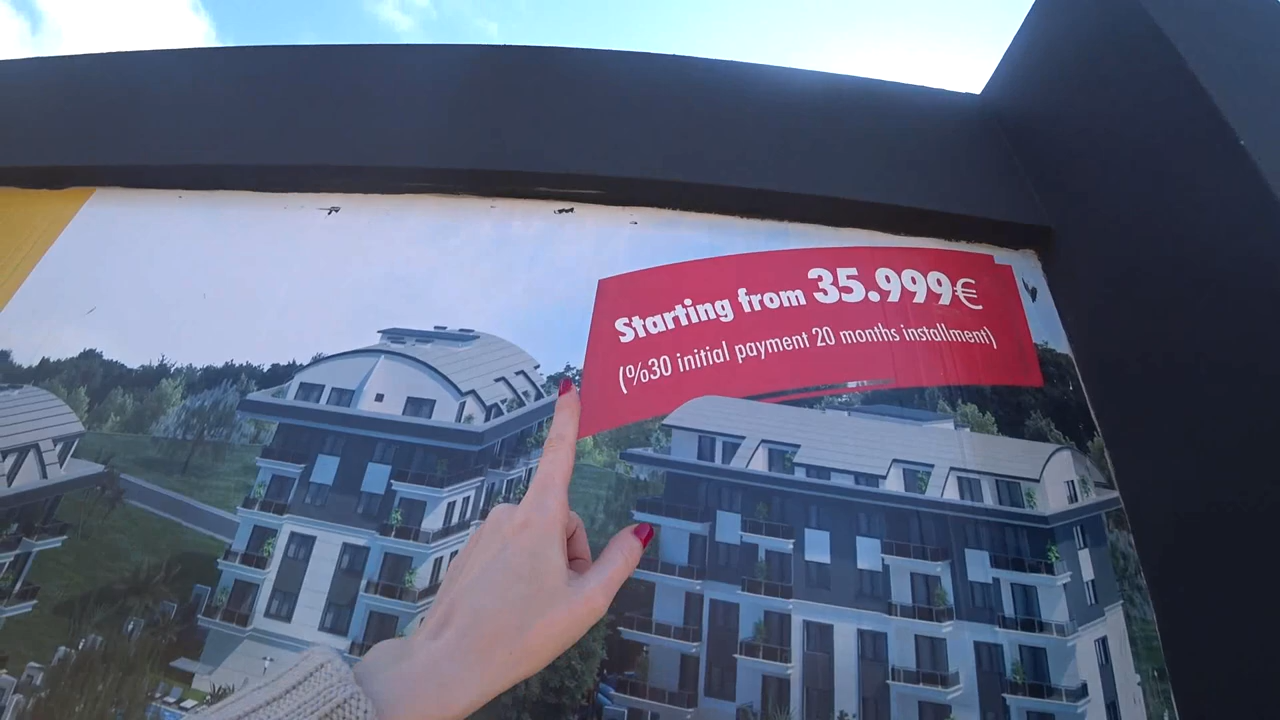 Starting from 35.999€
(%30 initial payment 20 months installment)